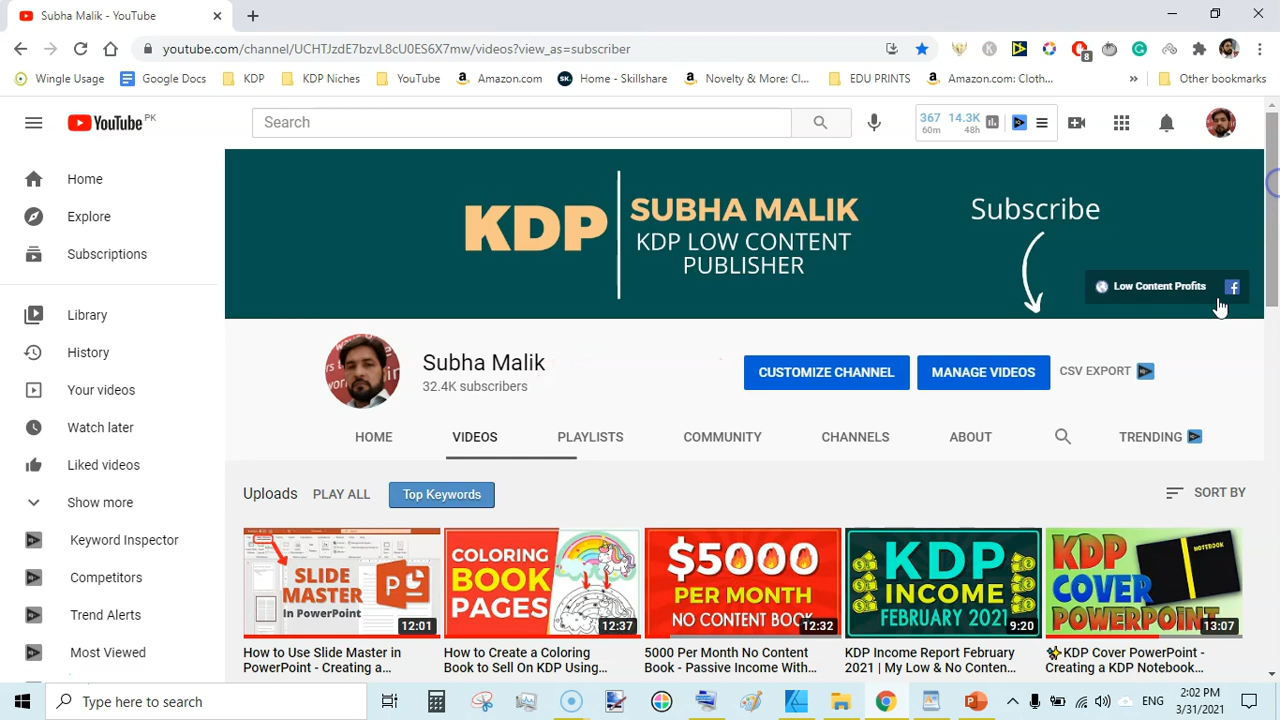 Subha Malik - YouTube
youtube.com/channel/UCHTJzdE7bzvL8cU0ES6X7mw/videos?view_as=subscriber
8
Wingle Usage
Google Docs
KDP
KDP Niches
YouTube
Amazon.com
SK.
Home - Skillshare
Novelty & More: Cl...
EDU PRINTS
Amazon.com: Cloth...
»
Other bookmarks
YouTube PK
Search
367 14.3K
60m 48h
Home
Explore
Subscriptions
Library
History
Your videos
Watch later
Liked videos
Show more
Keyword Inspector
Competitors
Trend Alerts
Most Viewed
KDP
SUBHA MALIK
KDP LOW CONTENT
PUBLISHER
Subscribe
Low Content Profits
Subha Malik
32.4K subscribers
CUSTOMIZE CHANNEL
MANAGE VIDEOS
CSV EXPORT
HOME
VIDEOS
PLAYLISTS
COMMUNITY
CHANNELS
ABOUT
TRENDING
Uploads
PLAY ALL
Top Keywords
SORT BY
SLIDE
MASTER
In PowerPoint
12:01
How to Use Slide Master in
PowerPoint - Creating a...
COLORING
BOOK
PAGES
12:37
How to Create a Coloring
Book to Sell On KDP Using...
$5000
PER MONTH
NO CONTENT BOOK
12:32
5000 Per Month No Content
Book - Passive Income With...
KDP
INCOME
FEBRUARY 2021
9:20
KDP Income Report February
2021 | My Low & No Conten...
KDP
COVER
POWERPOINT
NOTEBOOK
13:07
✨KDP Cover PowerPoint -
Creating a KDP Notebook...
Type here to search
ENG
2:02 PM
3/31/2021